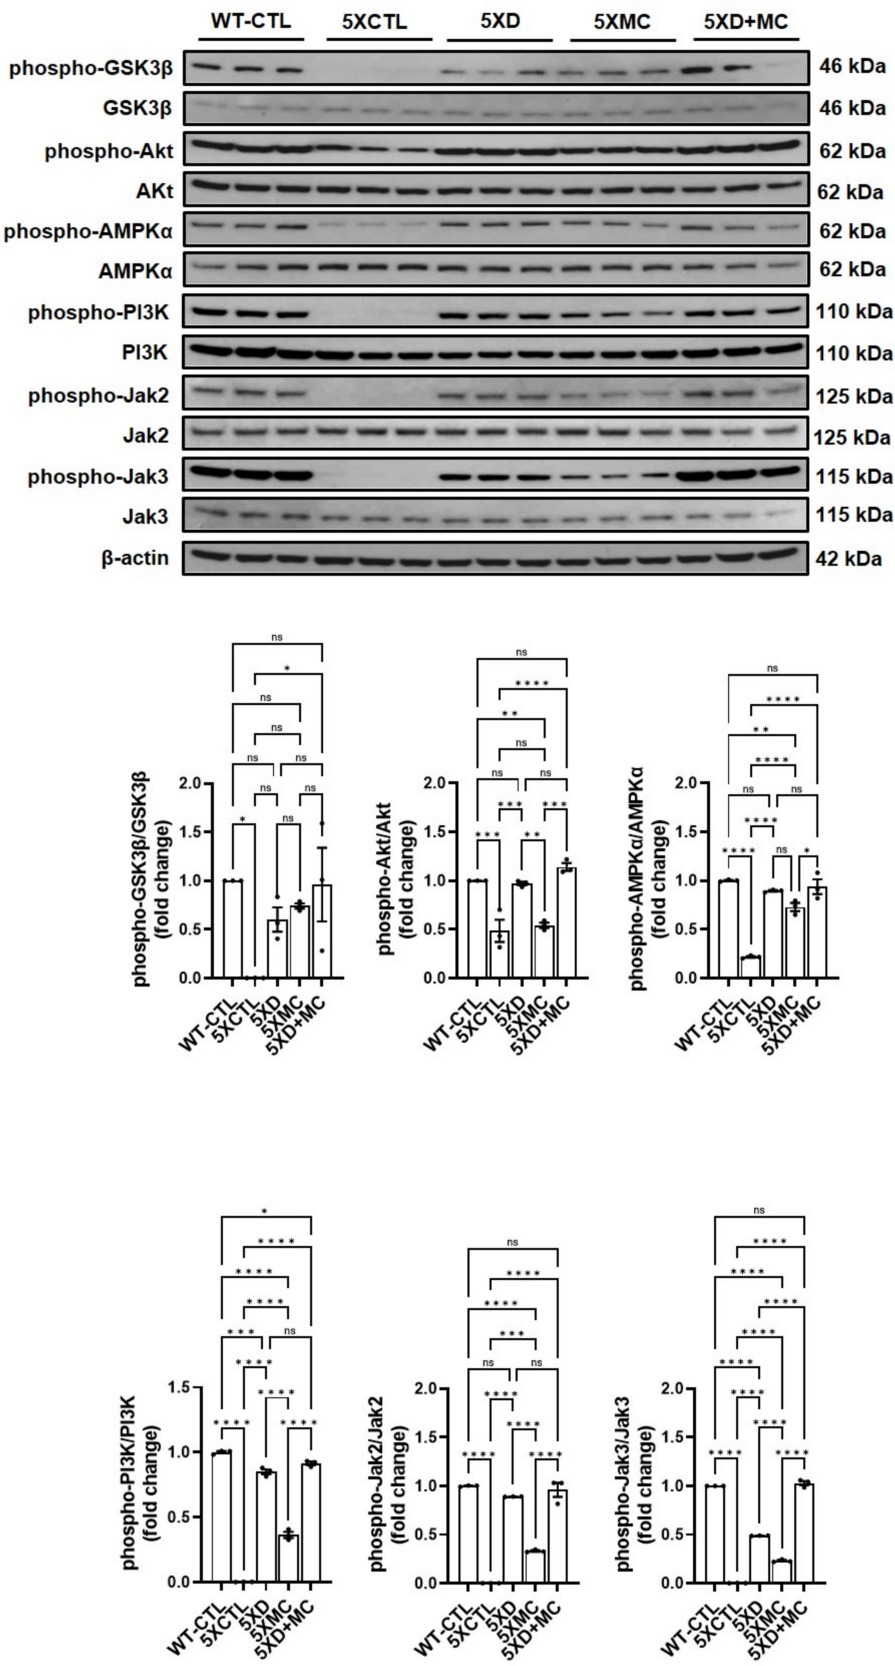 WT-CTL 5XCTL 5XD 5XMC 5XD+MC
phospho-GSK3β 46 kDa
GSK3β 46 kDa
phospho-Akt 62 kDa
AKt 62 kDa
phospho-AMPKα 62 kDa
AMPKα 62 kDa
phospho-PI3K 110 kDa
PI3K 110 kDa
phospho-Jak2 125 kDa
Jak2 125 kDa
phospho-Jak3 115 kDa
Jak3 115 kDa
β-actin 42 kDa
phospho-GSK3β/GSK3β
(fold change)
ns
*
ns
ns
ns ns
ns ns
* ns
2.0
1.5
1.0
0.5
0.0
WT-CTL
5XCTL
5XD
5XMC
5XD+MC
phospho-Akt/Akt
(fold change)
ns
****
**
ns
ns ns
*** ***
*** **
2.0
1.5
1.0
0.5
0.0
WT-CTL
5XCTL
5XD
5XMC
5XD+MC
phospho-AMPKα/AMPKα
(fold change)
ns
****
**
****
ns ns
****
**** ns *
2.0
1.5
1.0
0.5
0.0
WT-CTL
5XCTL
5XD
5XMC
5XD+MC
phospho-PI3K/PI3K
(fold change)
*
****
****
****
*** ns
****
****
**** ****
1.5
1.0
0.5
0.0
WT-CTL
5XCTL
5XD
5XMC
5XD+MC
phospho-Jak2/Jak2
(fold change)
ns
****
****
***
ns ns
****
****
**** ****
2.0
1.5
1.0
0.5
0.0
WT-CTL
5XCTL
5XD
5XMC
5XD+MC
phospho-Jak3/Jak3
(fold change)
ns
****
****
****
****
****
****
****
**** ****
2.0
1.5
1.0
0.5
0.0
WT-CTL
5XCTL
5XD
5XMC
5XD+MC